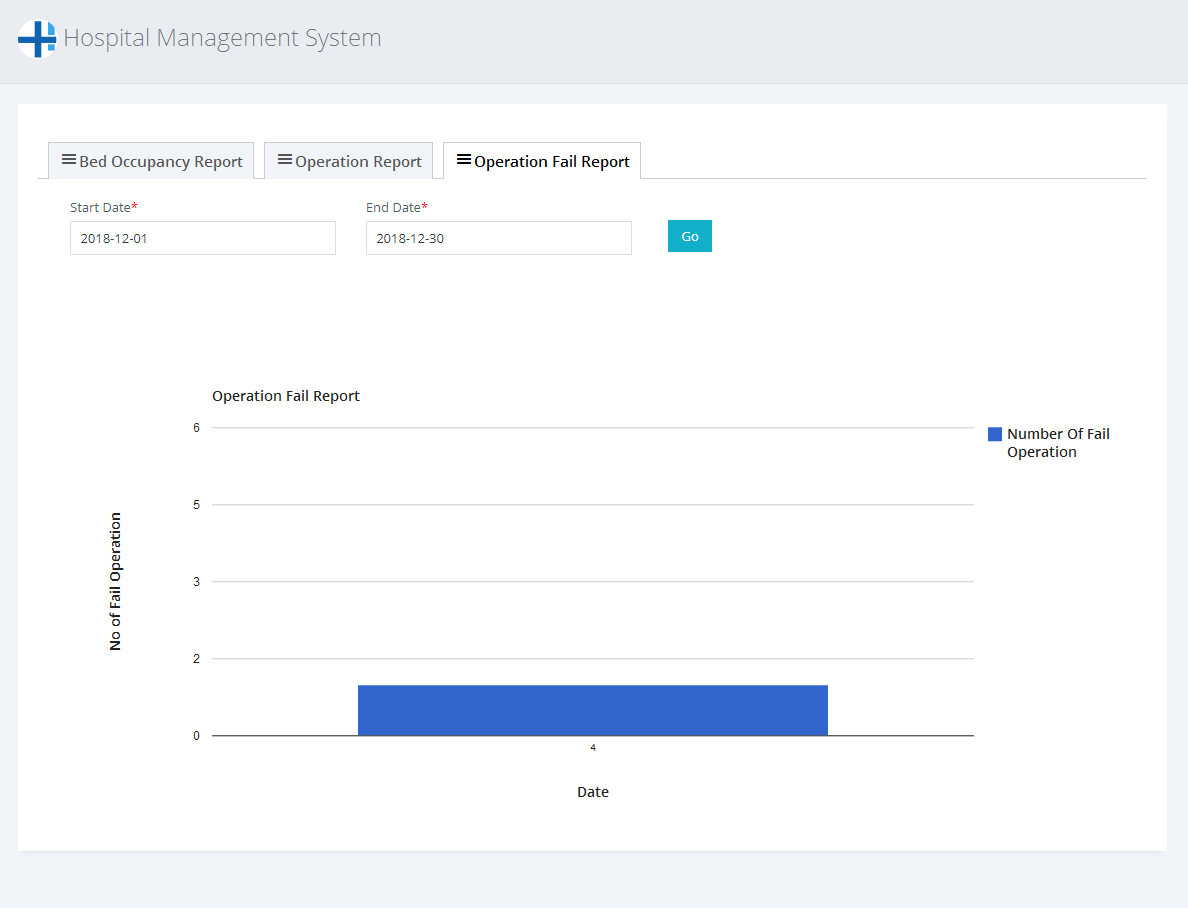 Hospital Management System
Bed Occupancy Report
Operation Report
Operation Fail Report
Start Date*
End Date*
2018-12-01
2018-12-30
Go
Operation Fail Report
6
5
3
2
0
No of Fail Operation
4
Date
Number Of Fail
Operation